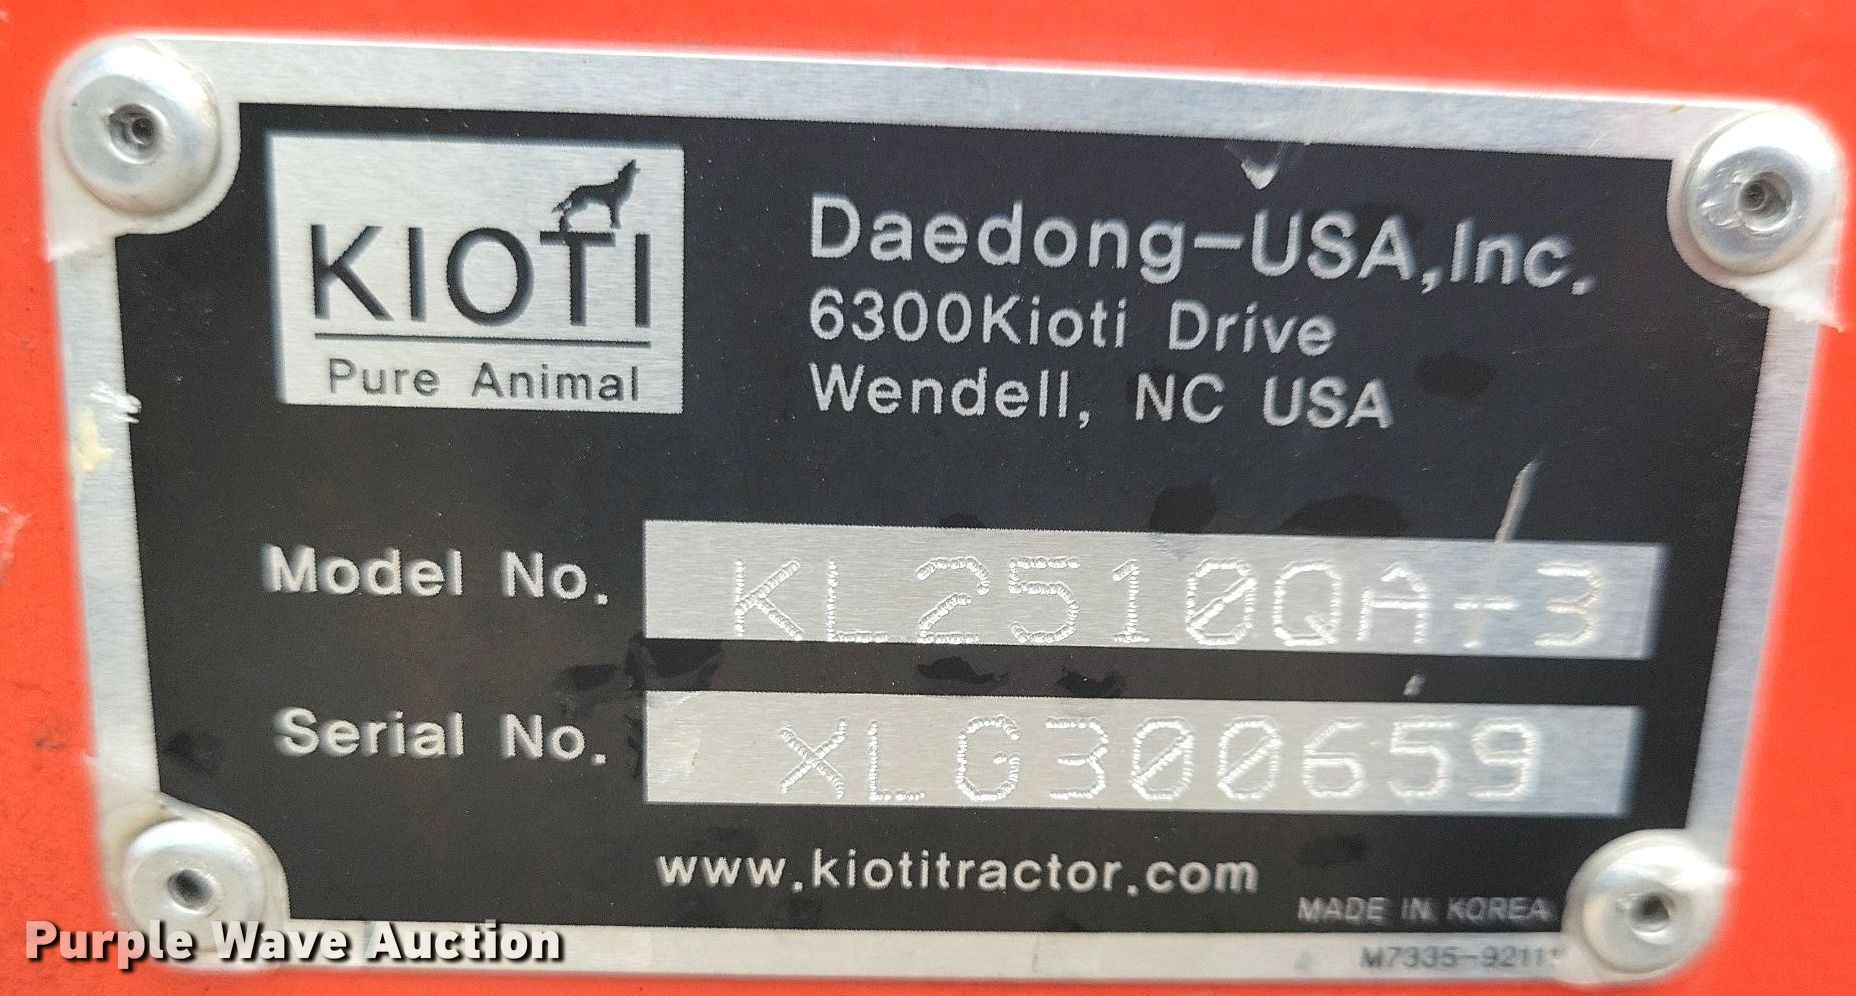 KIOTI
Pure Animal
Daedong-USA,Inc.
6300Kioti Drive
Wendell, NC USA
Model No. KL2510QA-3
Serial No. XLG300659
www.kiotitractor.com
MADE IN KOREA
Purple Wave Auction